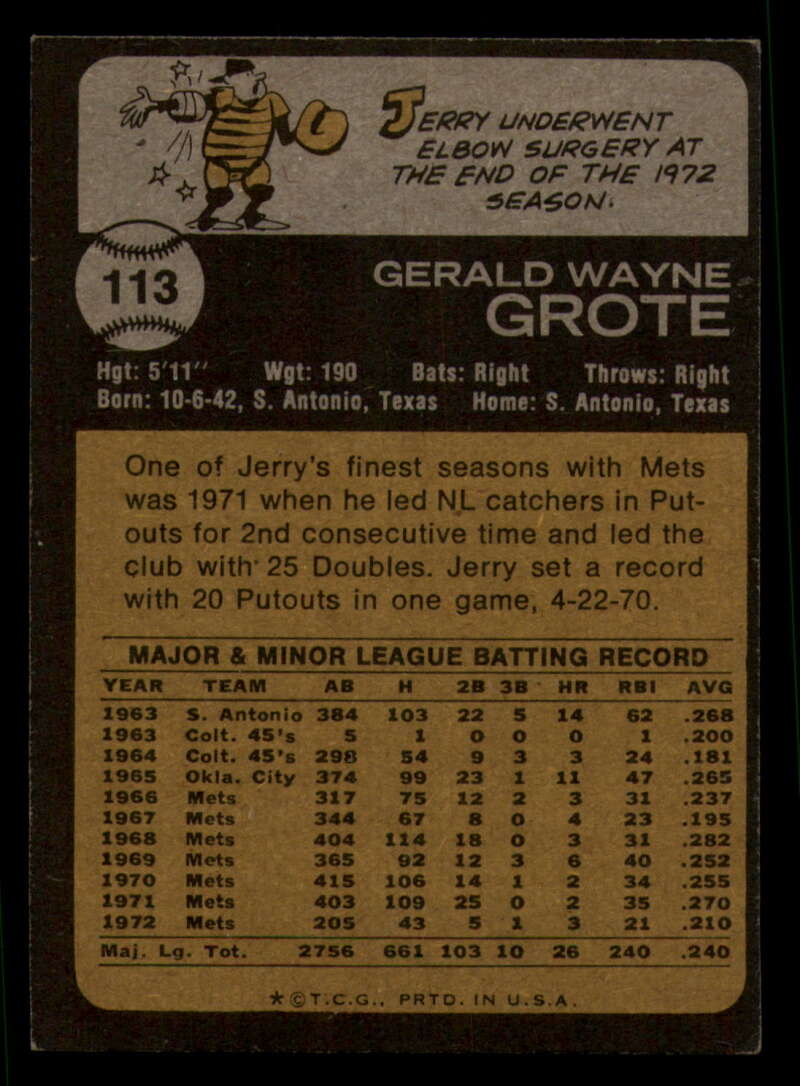 JERRY UNDERWENT
ELBOW SURGERY AT
THE END OF THE 1972
SEASON.
113
GERALD WAYNE
GROTE
Hgt: 5'11" Wgt: 190 Bats: Right Throws: Right
Born: 10-6-42, S. Antonio, Texas Home: S. Antonio, Texas
One of Jerry's finest seasons with Mets
was 1971 when he led NL catchers in Put-
outs for 2nd consecutive time and led the
club with 25 Doubles. Jerry set a record
with 20 Putouts in one game, 4-22-70.
MAJOR & MINOR LEAGUE BATTING RECORD
YEAR TEAM AB H 2B 3B HR RBI AVG
1963 S. Antonio 384 103 22 5 14 62 .268
1963 Colt. 45's 5 1 0 0 0 1 .200
1964 Colt. 45's 298 54 9 3 3 24 .181
1965 Okla. City 374 99 23 1 11 47 .265
1966 Mets 317 75 12 2 3 31 .237
1967 Mets 344 67 8 0 4 23 .195
1968 Mets 404 114 18 0 3 31 .282
1969 Mets 365 92 12 3 6 40 .252
1970 Mets 415 106 14 1 2 34 .255
1971 Mets 403 109 25 0 2 35 .270
1972 Mets 205 43 5 1 3 21 .210
Maj. Lg. Tot. 2756 661 103 10 26 240 .240
★©T.C.G., PRTD. IN U.S.A.